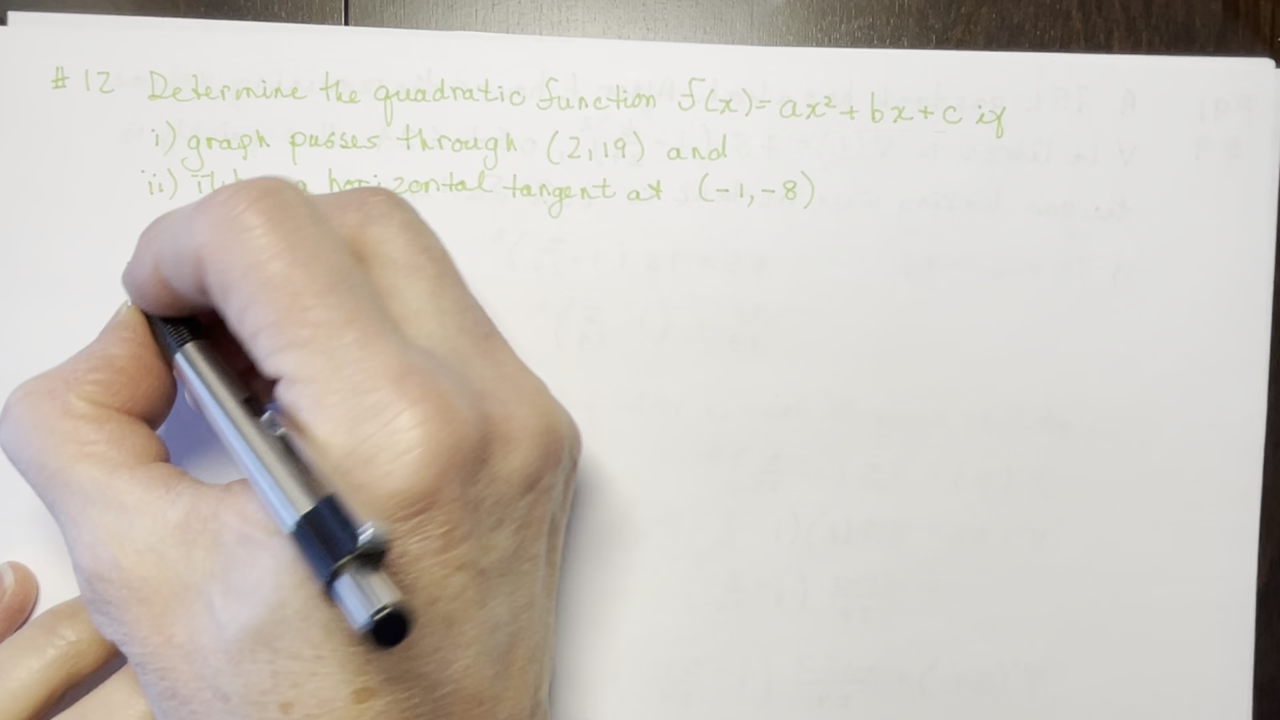 #12 Determine the quadratic function f(x)= ax²+bx+c if
i) graph passes through (2,19) and
ii) horizontal tangent at (-1,-8)